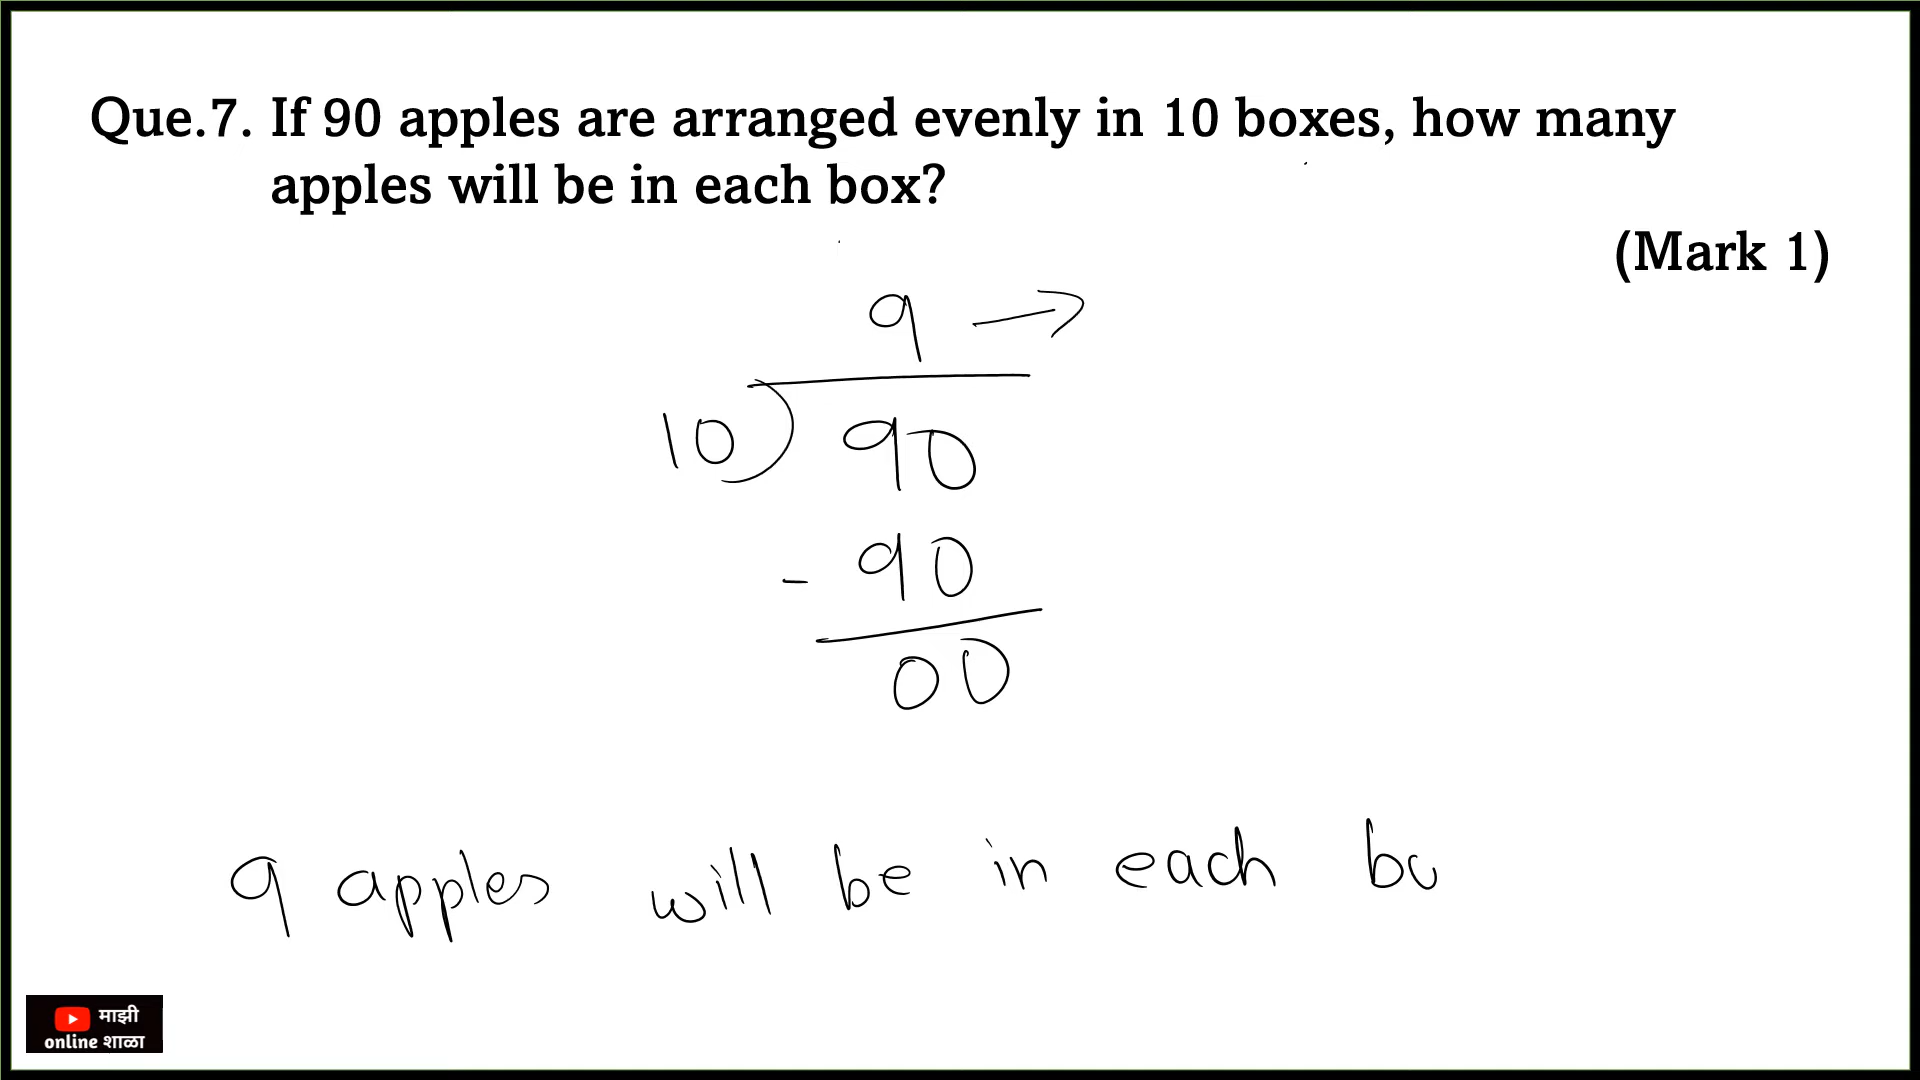 Que.7. If 90 apples are arranged evenly in 10 boxes, how many
apples will be in each box?
(Mark 1)
9 →
10) 90
- 90
00
9 apples will be in each bo
माझी
online शाळा